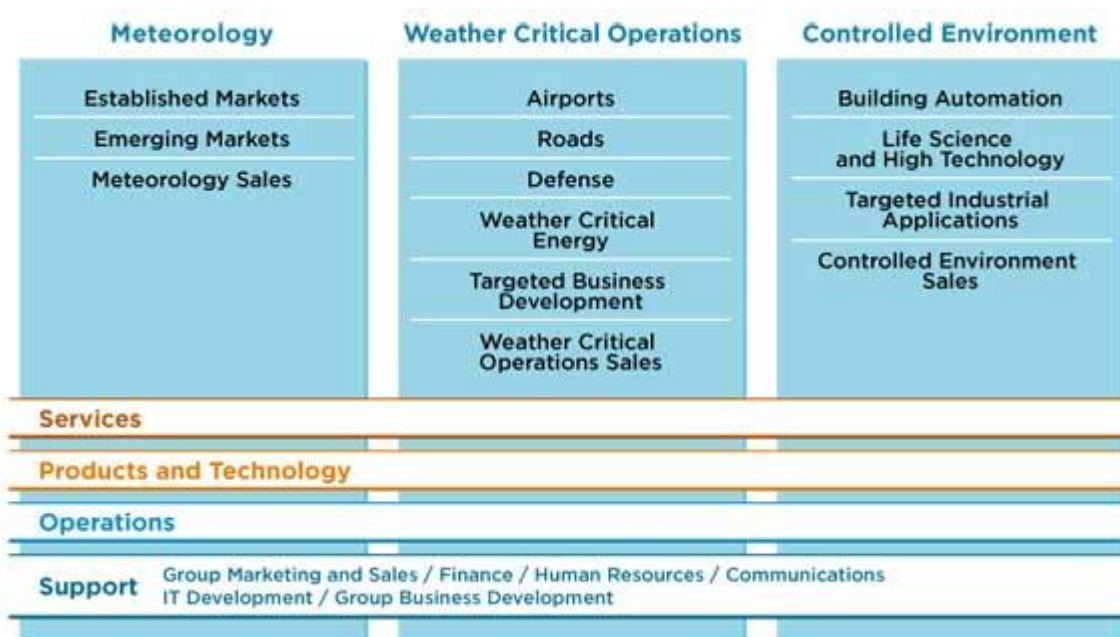 Meteorology
Established Markets
Emerging Markets
Meteorology Sales
Weather Critical Operations
Airports
Roads
Defense
Weather Critical
Energy
Targeted Business
Development
Weather Critical
Operations Sales
Controlled Environment
Building Automation
Life Science
and High Technology
Targeted Industrial
Applications
Controlled Environment
Sales
Services
Products and Technology
Operations
Support
Group Marketing and Sales / Finance / Human Resources / Communications
IT Development / Group Business Development